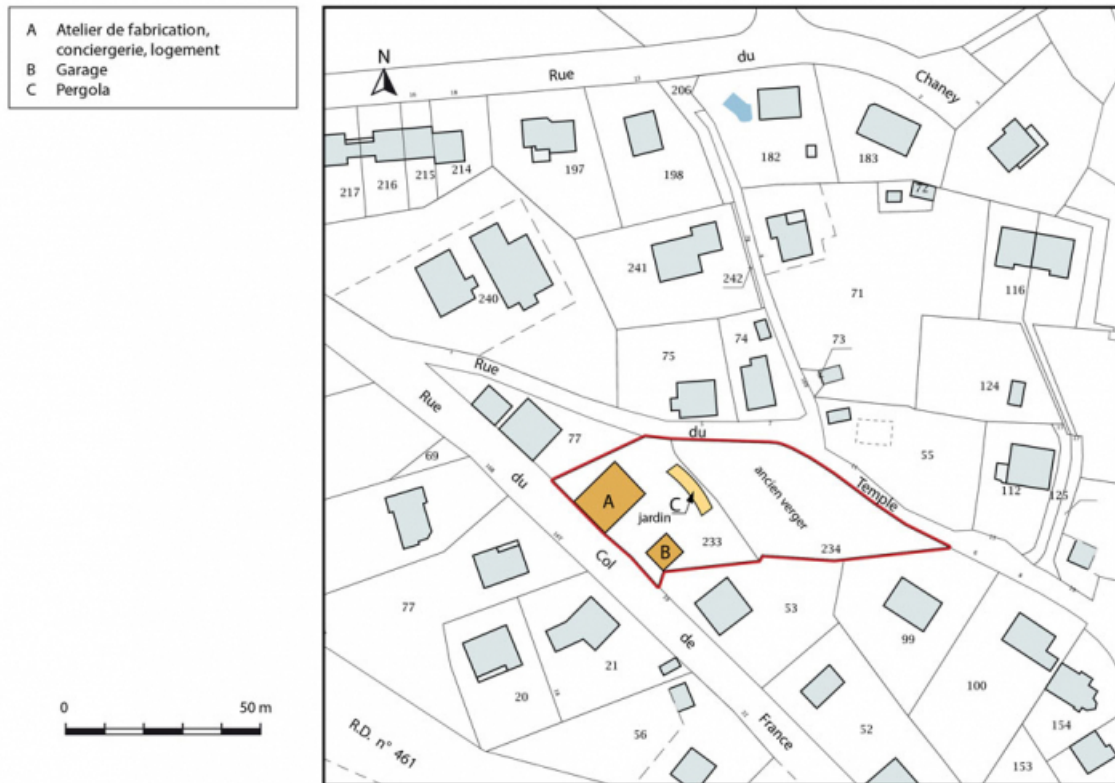 A Atelier de fabrication,
conciergerie, logement
B Garage
C Pergola
N
Rue du Chaney
206
182
183
72
217
216
215
214
197
198
241
242
240
71
116
75
74
73
124
Rue du Temple
Rue du Col de France
77
69
55
112
125
A
B
C
jardin
ancien verger
233
234
77
53
99
100
20
21
56
52
154
153
R.D. n° 461
0 50 m